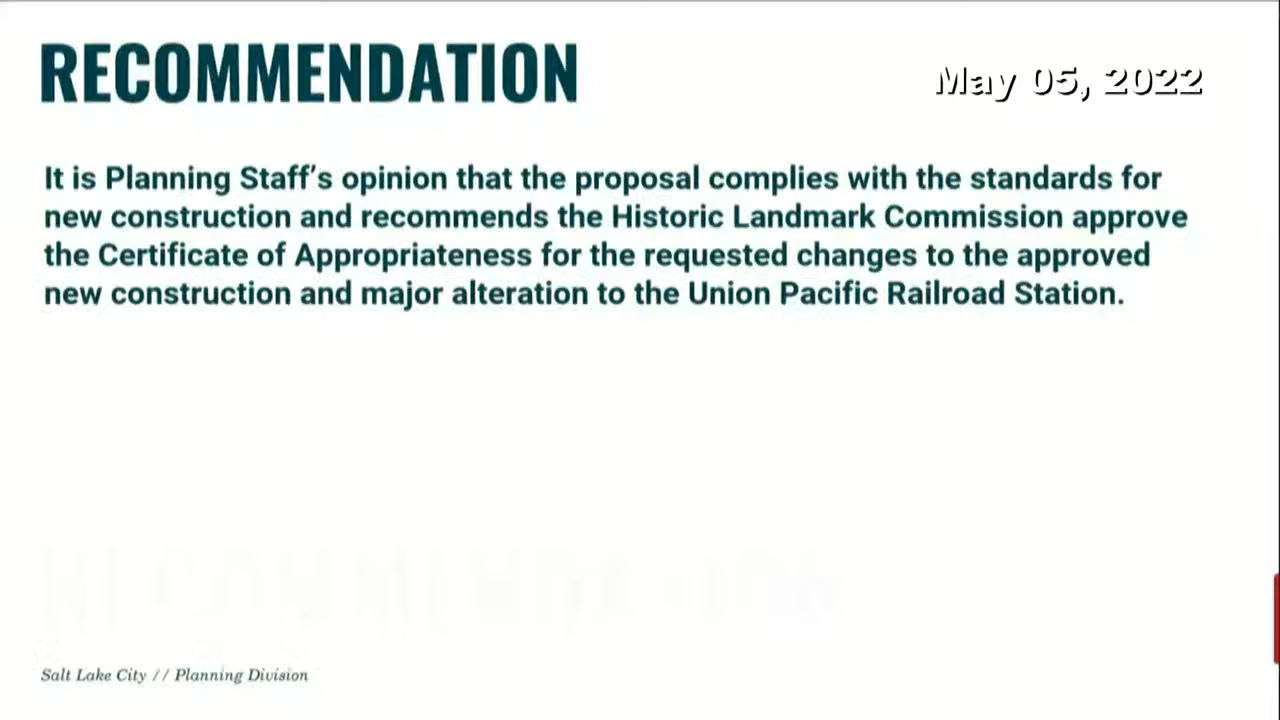 RECOMMENDATION
May 05, 2022
It is Planning Staff’s opinion that the proposal complies with the standards for
new construction and recommends the Historic Landmark Commission approve
the Certificate of Appropriateness for the requested changes to the approved
new construction and major alteration to the Union Pacific Railroad Station.
Salt Lake City // Planning Division